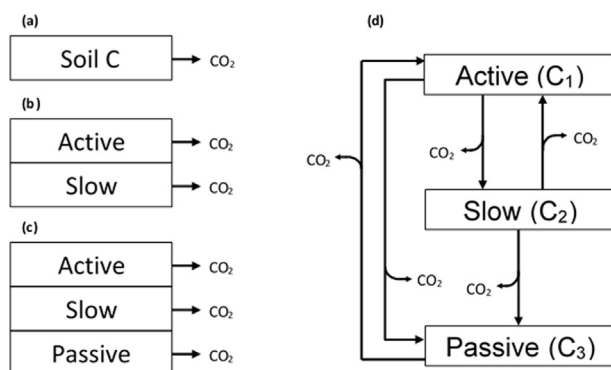 (a)
Soil C
CO₂
(b)
Active
CO₂
Slow
CO₂
(c)
Active
CO₂
Slow
CO₂
Passive
CO₂
(d)
Active (C₁)
CO₂
CO₂
CO₂
Slow (C₂)
CO₂
CO₂
Passive (C₃)